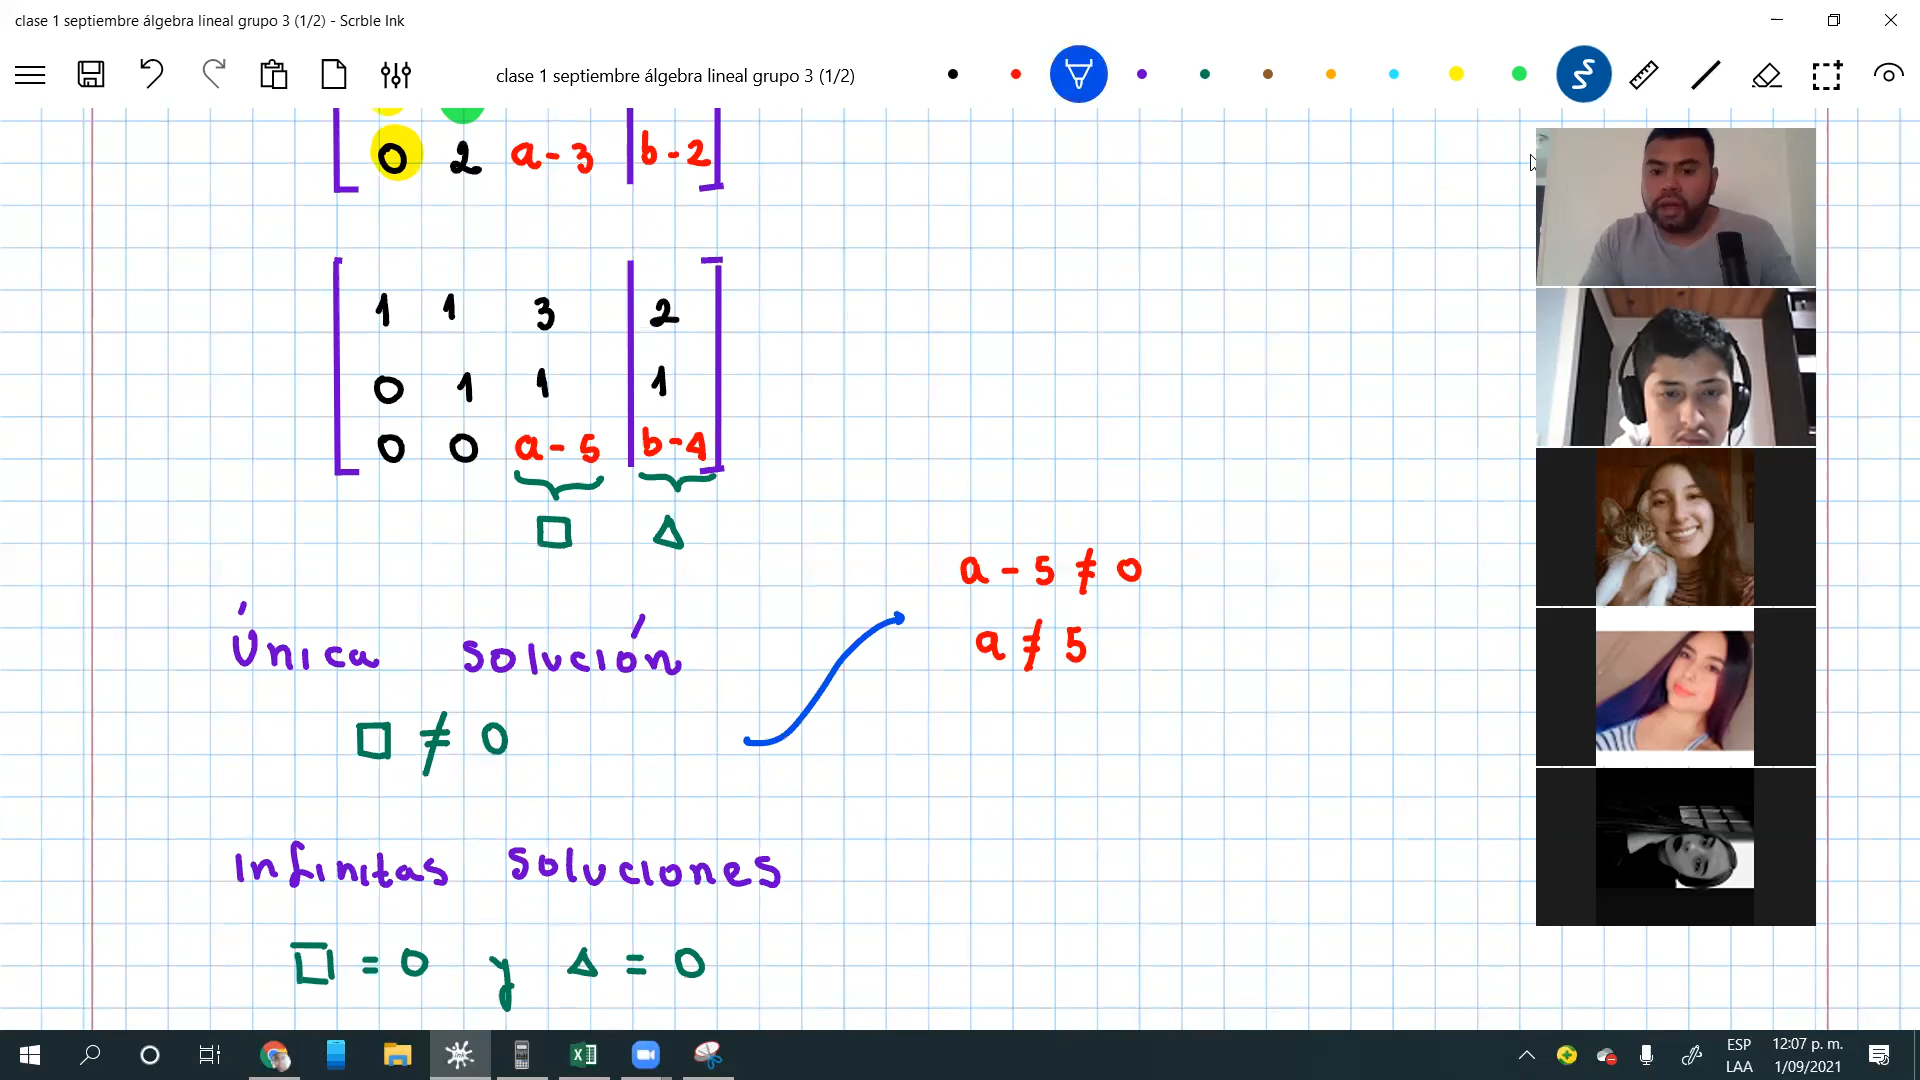 clase 1 septiembre álgebra lineal grupo 3 (1/2) - Scrble Ink
clase 1 septiembre álgebra lineal grupo 3 (1/2)
0 2 a - 3 b - 2
1 1 3 2
0 1 1 1
0 0 a - 5 b - 4
□ △
a - 5 ≠ 0
a ≠ 5
Única solución
□ ≠ 0
Infinitas soluciones
□ = 0 y △ = 0
ESP
LAA
12:07 p. m.
1/09/2021